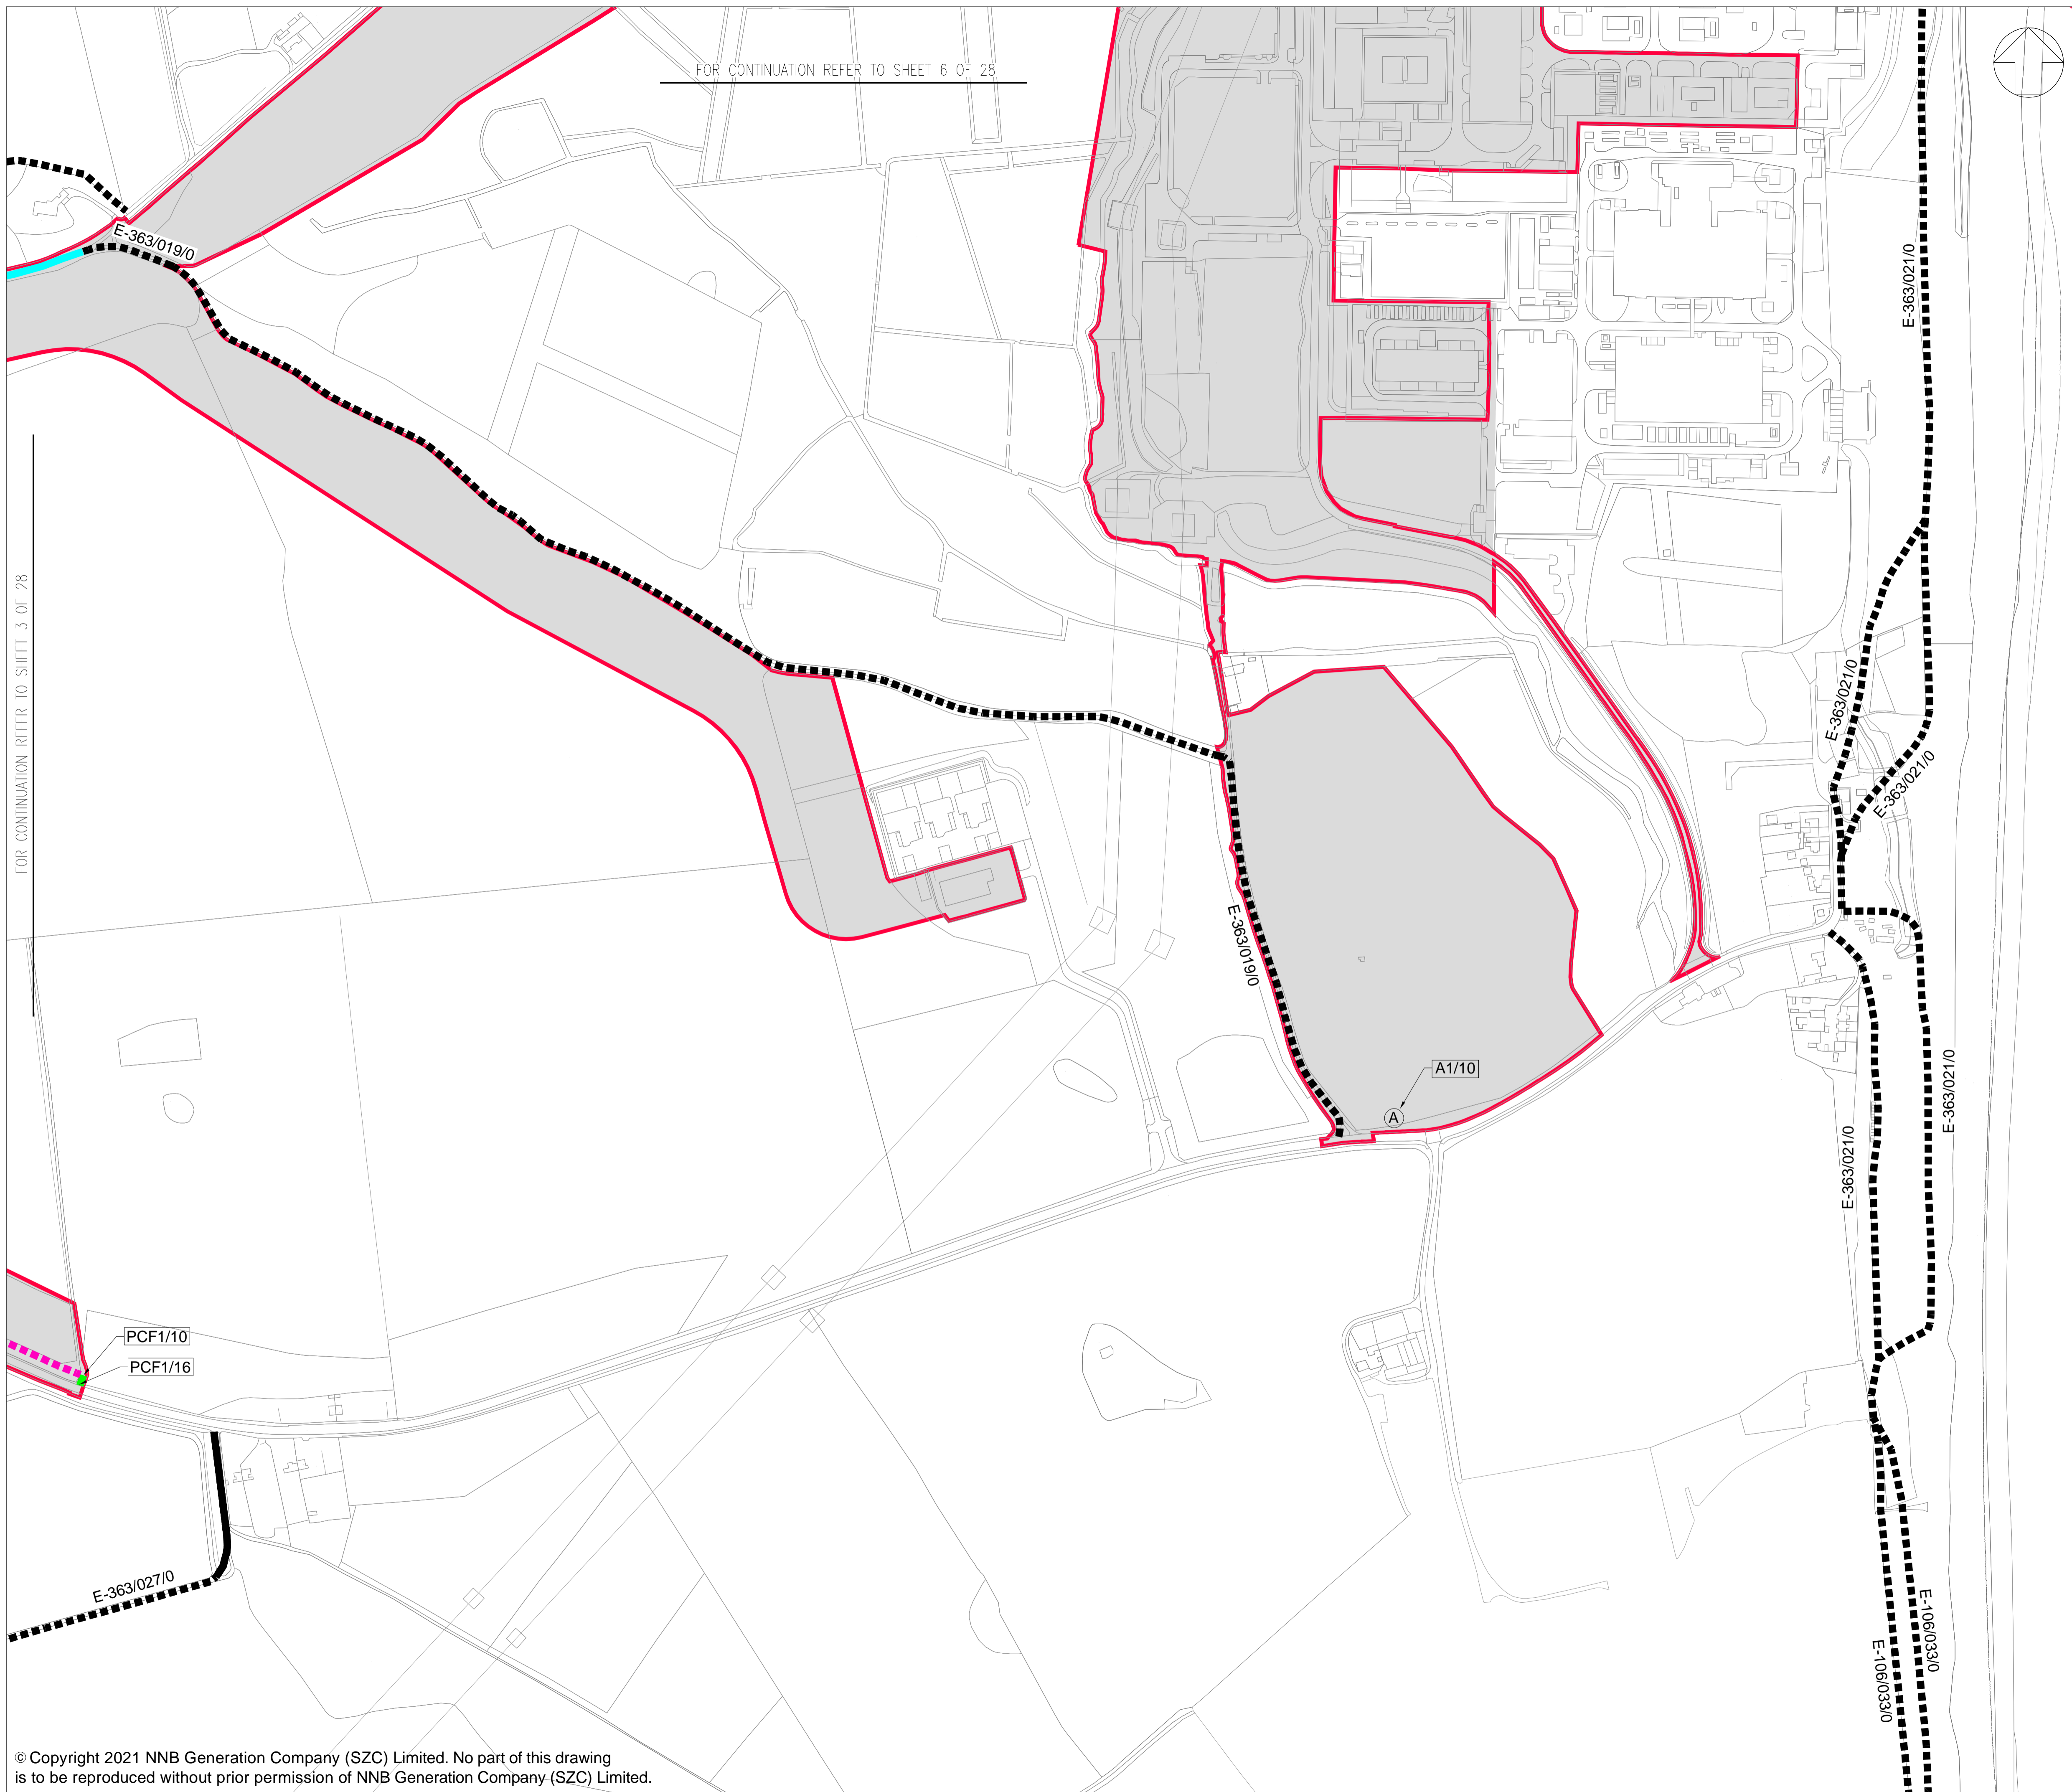 FOR CONTINUATION REFER TO SHEET 6 OF 28
E-363/019/0
E-363/021/0
FOR CONTINUATION REFER TO SHEET 3 OF 28
E-363/021/0
E-363/021/0
E-363/019/0
A1/10
A
E-363/021/0
E-363/021/0
PCF1/10
PCF1/16
E-363/027/0
E-106/033/0
E-106/033/0
© Copyright 2021 NNB Generation Company (SZC) Limited. No part of this drawing
is to be reproduced without prior permission of NNB Generation Company (SZC) Limited.